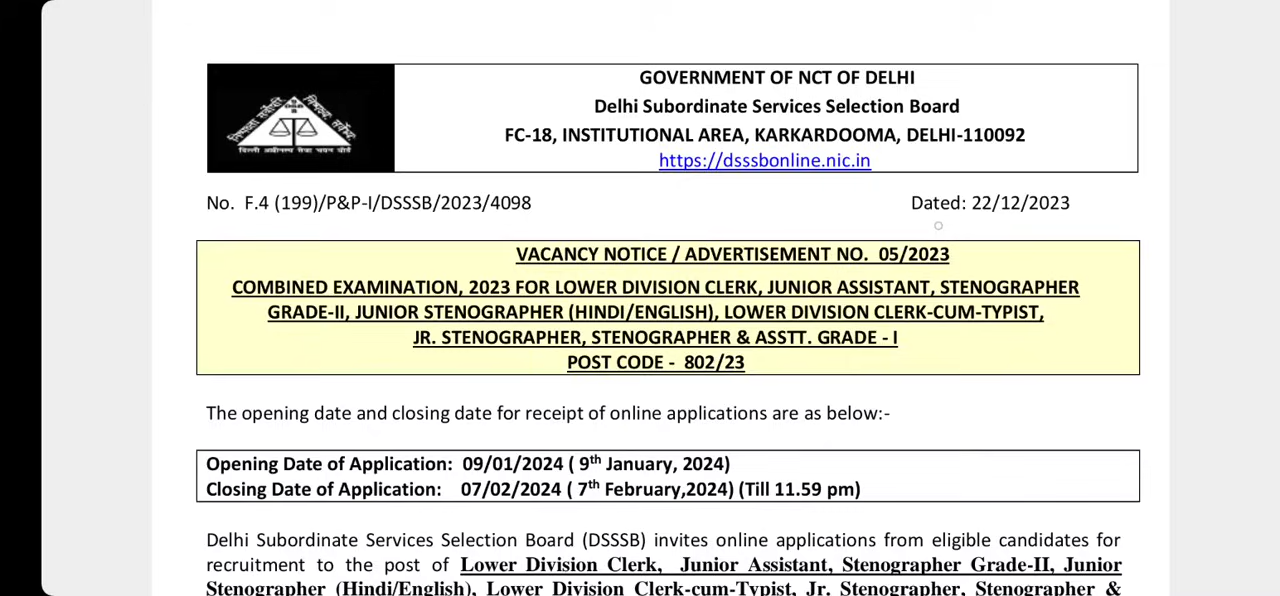 निष्पक्षता सर्वोपरि
दिल्ली अधीनस्थ सेवा चयन बोर्ड
GOVERNMENT OF NCT OF DELHI
Delhi Subordinate Services Selection Board
FC-18, INSTITUTIONAL AREA, KARKARDOOMA, DELHI-110092
https://dsssbonline.nic.in
No. F.4 (199)/P&P-I/DSSSB/2023/4098 Dated: 22/12/2023
VACANCY NOTICE / ADVERTISEMENT NO. 05/2023
COMBINED EXAMINATION, 2023 FOR LOWER DIVISION CLERK, JUNIOR ASSISTANT, STENOGRAPHER
GRADE-II, JUNIOR STENOGRAPHER (HINDI/ENGLISH), LOWER DIVISION CLERK-CUM-TYPIST,
JR. STENOGRAPHER, STENOGRAPHER & ASSTT. GRADE - I
POST CODE - 802/23
The opening date and closing date for receipt of online applications are as below:-
Opening Date of Application: 09/01/2024 ( 9th January, 2024)
Closing Date of Application: 07/02/2024 ( 7th February,2024) (Till 11.59 pm)
Delhi Subordinate Services Selection Board (DSSSB) invites online applications from eligible candidates for
recruitment to the post of Lower Division Clerk, Junior Assistant, Stenographer Grade-II, Junior
Stenographer (Hindi/English), Lower Division Clerk-cum-Typist, Jr. Stenographer, Stenographer &